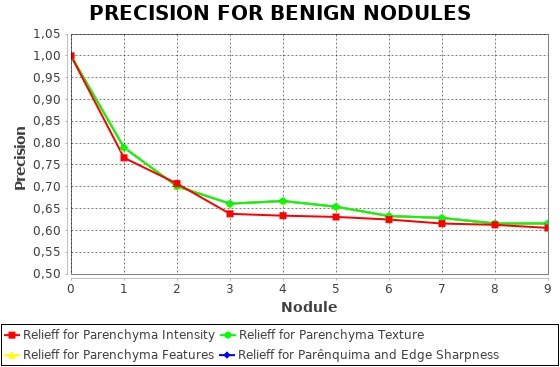 PRECISION FOR BENIGN NODULES
1,05
1,00
0,95
0,90
0,85
0,80
0,75
0,70
0,65
0,60
0,55
0,50
Precision
0 1 2 3 4 5 6 7 8 9
Nodule
Relieff for Parenchyma Intensity Relieff for Parenchyma Texture
Relieff for Parenchyma Features Relieff for Parênquima and Edge Sharpness